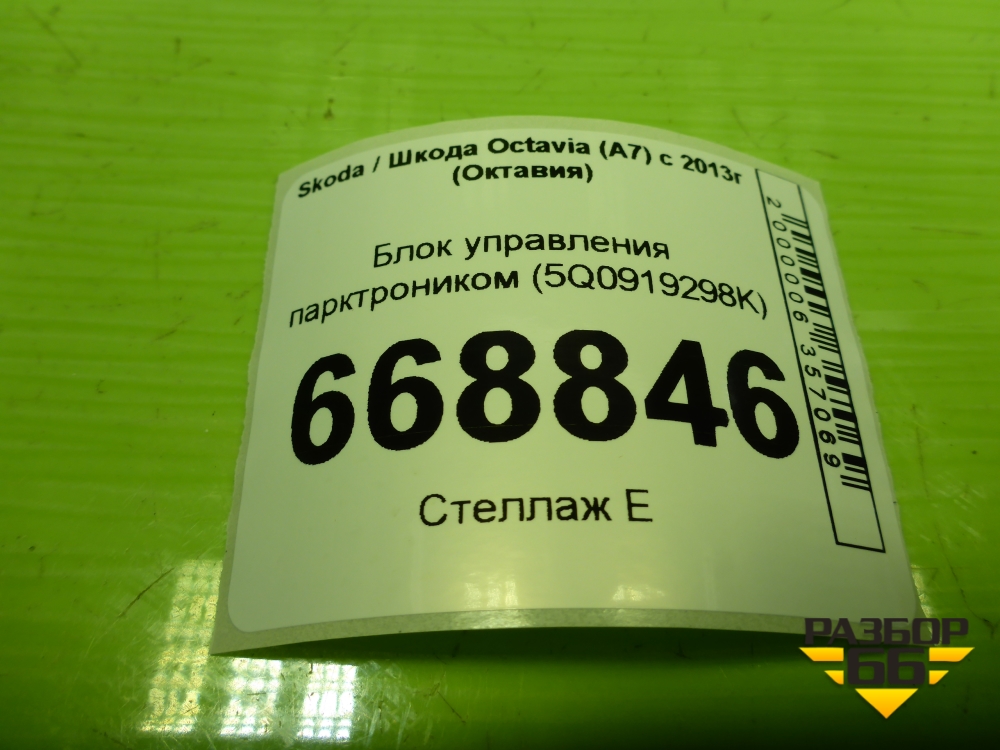 Skoda / Шкода Octavia (A7) с 2013г
(Октавия)
Блок управления
парктроником (5Q0919298K)
668846
Стеллаж Е
2000006357069
РАЗБОР
66